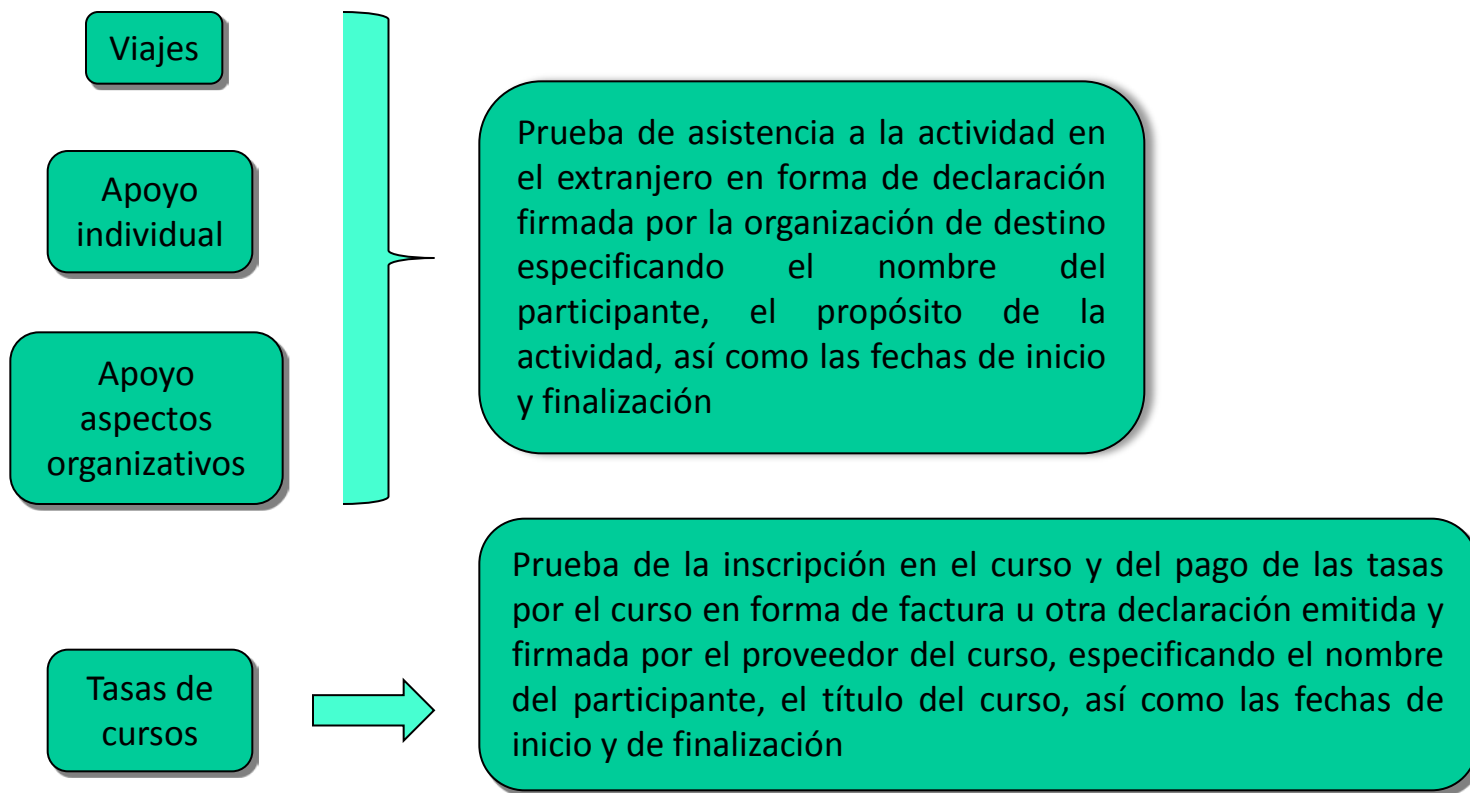 Viajes
Apoyo
individual
Apoyo
aspectos
organizativos
Prueba de asistencia a la actividad en
el extranjero en forma de declaración
firmada por la organización de destino
especificando el nombre del
participante, el propósito de la
actividad, así como las fechas de inicio
y finalización
Tasas de
cursos
Prueba de la inscripción en el curso y del pago de las tasas
por el curso en forma de factura u otra declaración emitida y
firmada por el proveedor del curso, especificando el nombre
del participante, el título del curso, así como las fechas de
inicio y de finalización